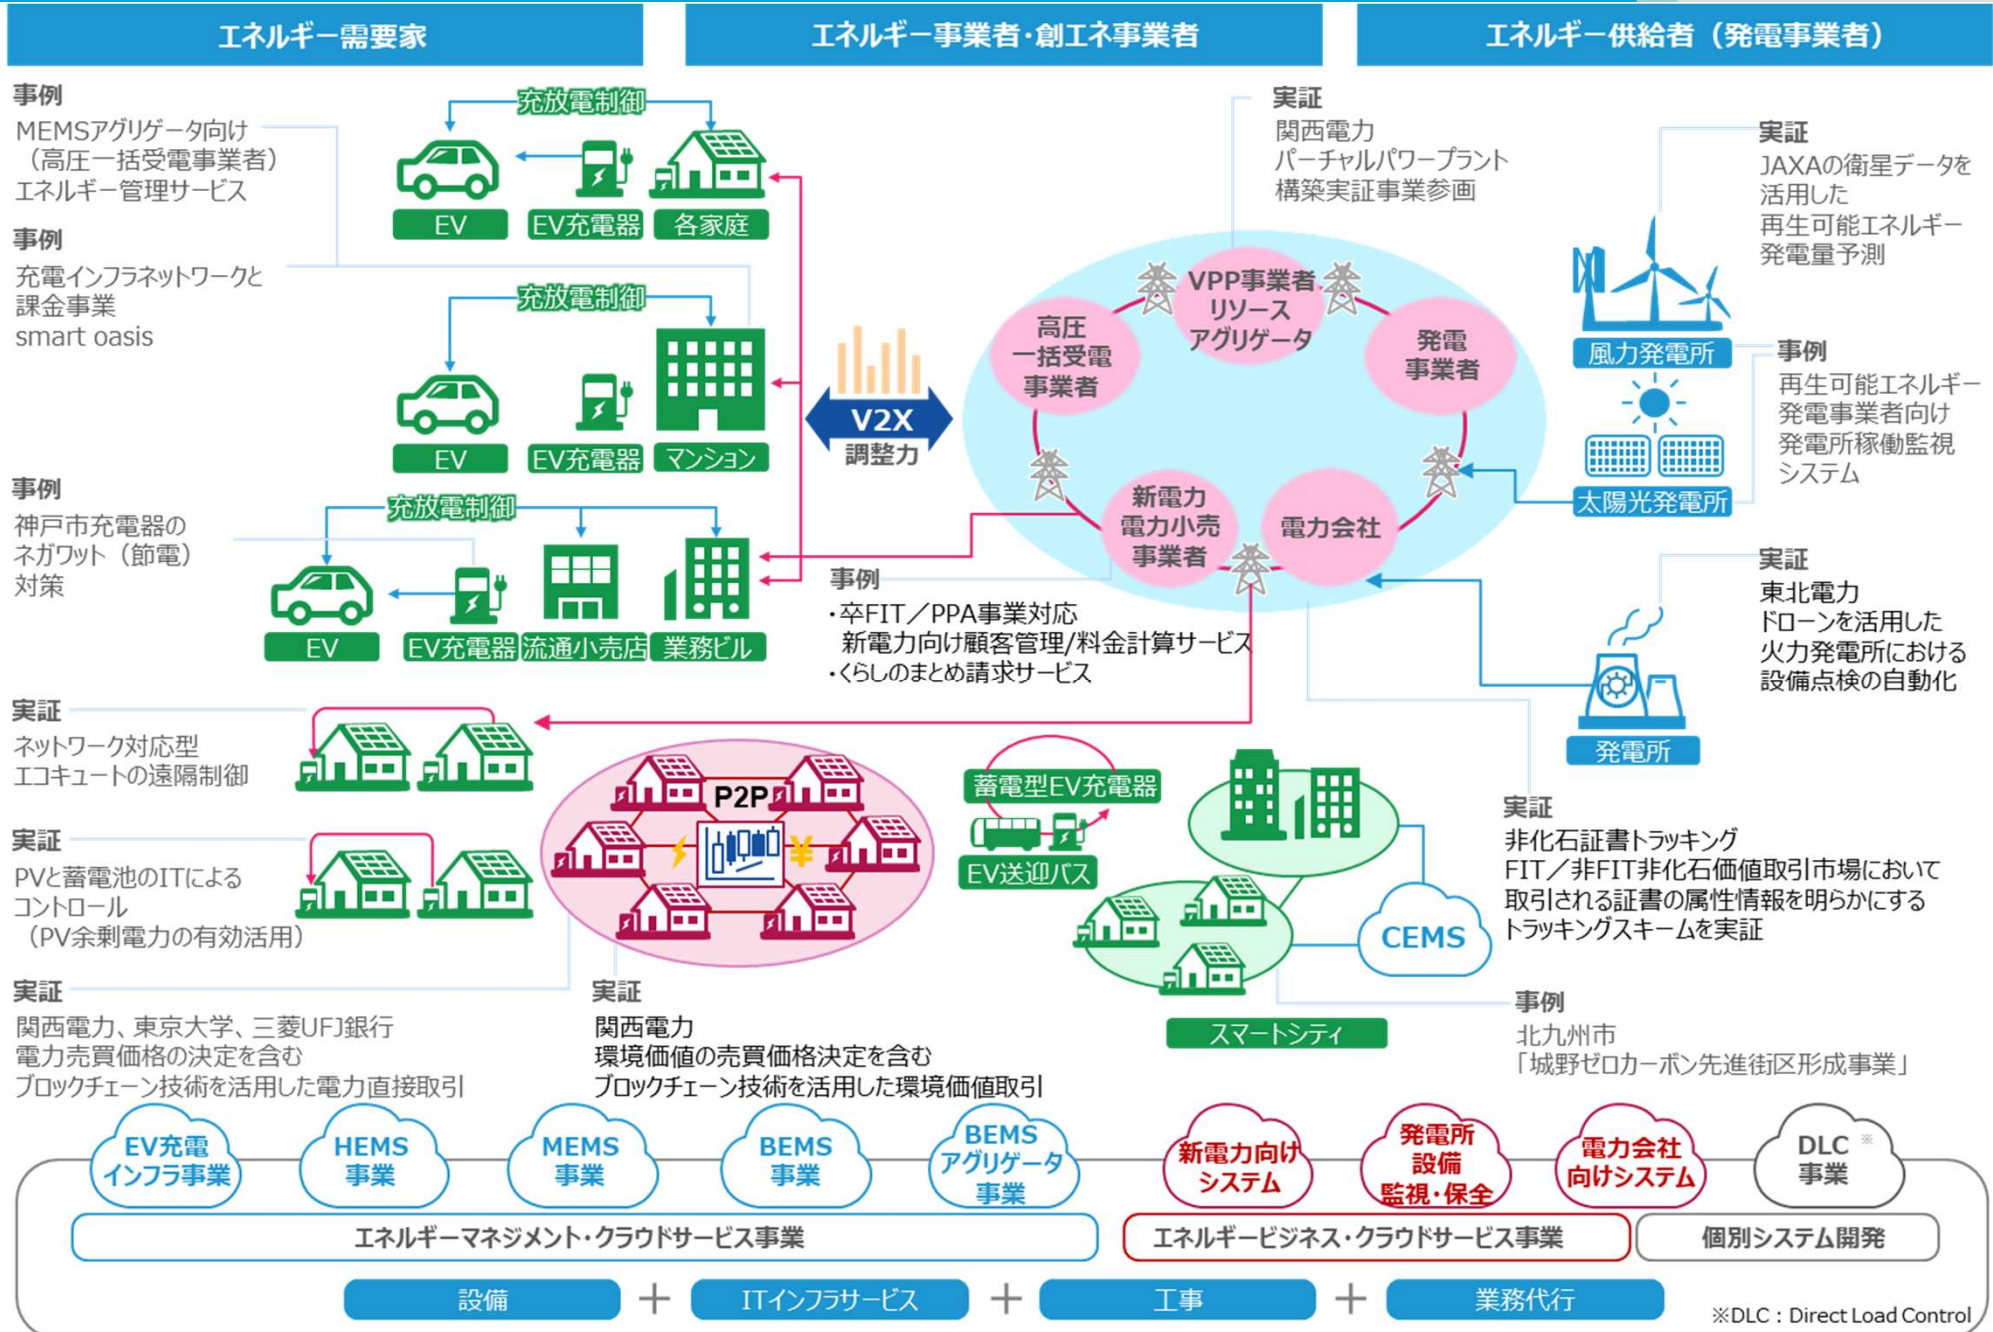 エネルギー需要家
エネルギー事業者・創エネ事業者
エネルギー供給者（発電事業者）
事例
MEMSアグリゲータ向け
（高圧一括受電事業者）
エネルギー管理サービス
事例
充電インフラネットワークと
課金事業
smart oasis
事例
神戸市充電器の
ネガワット（節電）
対策
充放電制御
EV
EV充電器
各家庭
充放電制御
EV
EV充電器
マンション
充放電制御
EV
EV充電器
流通小売店
業務ビル
V2X
調整力
実証
関西電力
バーチャルパワープラント
構築実証事業参画
VPP事業者
リソース
アグリゲータ
高圧
一括受電
事業者
発電
事業者
新電力
電力小売
事業者
電力会社
事例
・卒FIT／PPA事業対応
新電力向け顧客管理/料金計算サービス
・くらしのまとめ請求サービス
実証
JAXAの衛星データを
活用した
再生可能エネルギー
発電量予測
風力発電所
事例
再生可能エネルギー
発電事業者向け
発電所稼働監視
システム
太陽光発電所
実証
東北電力
ドローンを活用した
火力発電所における
設備点検の自動化
発電所
実証
ネットワーク対応型
エコキュートの遠隔制御
実証
PVと蓄電池のITによる
コントロール
（PV余剰電力の有効活用）
P2P
¥
蓄電型EV充電器
EV送迎バス
CEMS
スマートシティ
実証
非化石証書トラッキング
FIT／非FIT非化石価値取引市場において
取引される証書の属性情報を明らかにする
トラッキングスキームを実証
実証
関西電力、東京大学、三菱UFJ銀行
電力売買価格の決定を含む
ブロックチェーン技術を活用した電力直接取引
実証
関西電力
環境価値の売買価格決定を含む
ブロックチェーン技術を活用した環境価値取引
事例
北九州市
「城野ゼロカーボン先進街区形成事業」
EV充電
インフラ事業
HEMS
事業
MEMS
事業
BEMS
事業
BEMS
アグリゲータ
事業
新電力向け
システム
発電所
設備
監視・保全
電力会社
向けシステム
DLC ※
事業
エネルギーマネジメント・クラウドサービス事業
エネルギービジネス・クラウドサービス事業
個別システム開発
設備 + ITインフラサービス + 工事 + 業務代行
※DLC：Direct Load Control